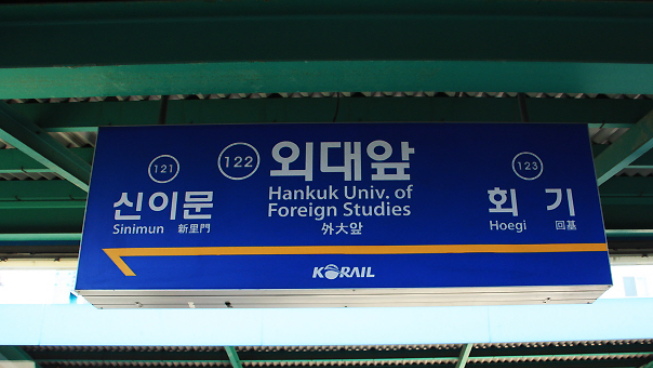 121
신이문
Sinimun 新里門
122 외대앞
Hankuk Univ. of
Foreign Studies
外大앞
123
회 기
Hoegi 回基
KORAIL